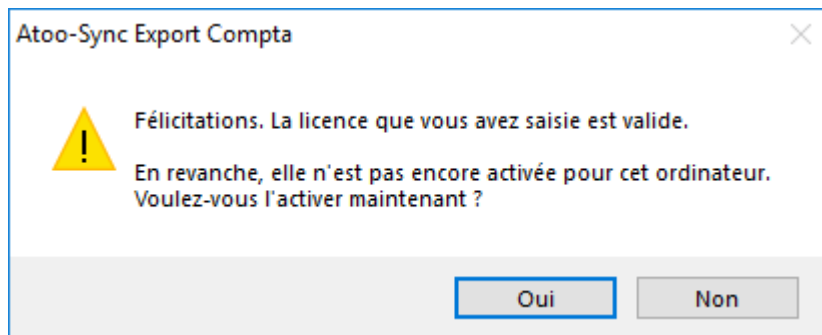 Atoo-Sync Export Compta
Félicitations. La licence que vous avez saisie est valide.
En revanche, elle n'est pas encore activée pour cet ordinateur.
Voulez-vous l'activer maintenant ?
Oui
Non